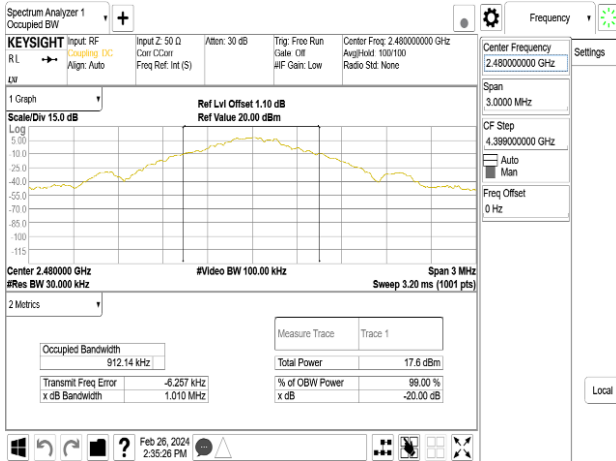 Spectrum Analyzer 1
Occupied BW
+
Frequency
KEYSIGHT
RL
LXI
Input: RF
Coupling: DC
Align: Auto
Input Z: 50 Ω
Corr CCorr
Freq Ref: Int (S)
Atten: 30 dB
Trig: Free Run
Gate: Off
#IF Gain: Low
Center Freq: 2.480000000 GHz
Avg|Hold: 100/100
Radio Std: None
Center Frequency
2.480000000 GHz
Settings
Span
3.0000 MHz
CF Step
4.399000000 GHz
Auto
Man
Freq Offset
0 Hz
Local
1 Graph
Scale/Div 15.0 dB
Ref Lvl Offset 1.10 dB
Ref Value 20.00 dBm
Log
5.00
-10.0
-25.0
-40.0
-55.0
-70.0
-85.0
-100
-115
Center 2.480000 GHz
#Video BW 100.00 kHz
Span 3 MHz
#Res BW 30.000 kHz
Sweep 3.20 ms (1001 pts)
2 Metrics
Measure Trace
Trace 1
Occupied Bandwidth
912.14 kHz
Total Power
17.6 dBm
Transmit Freq Error
-6.257 kHz
% of OBW Power
99.00 %
x dB Bandwidth
1.010 MHz
x dB
-20.00 dB
?
Feb 26, 2024
2:35:26 PM